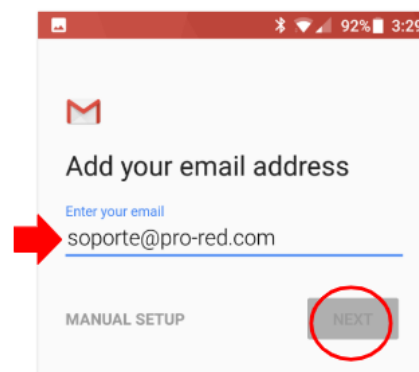 92% 3:29
Add your email address
Enter your email
soporte@pro-red.com
MANUAL SETUP NEXT